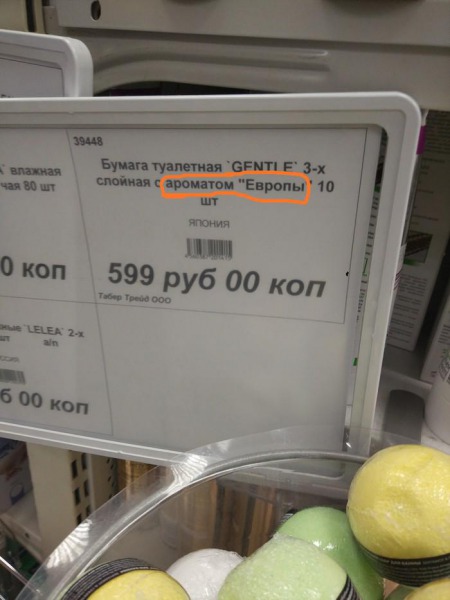 39448
влажная
чая 80 шт
Бумага туалетная `GENTLE` 3-х
слойная с ароматом "Европы" 10
шт
ЯПОНИЯ
0 коп
599 руб 00 коп
Табер Трейд ООО
`LELEA` 2-х
шт а/п
б 00 коп